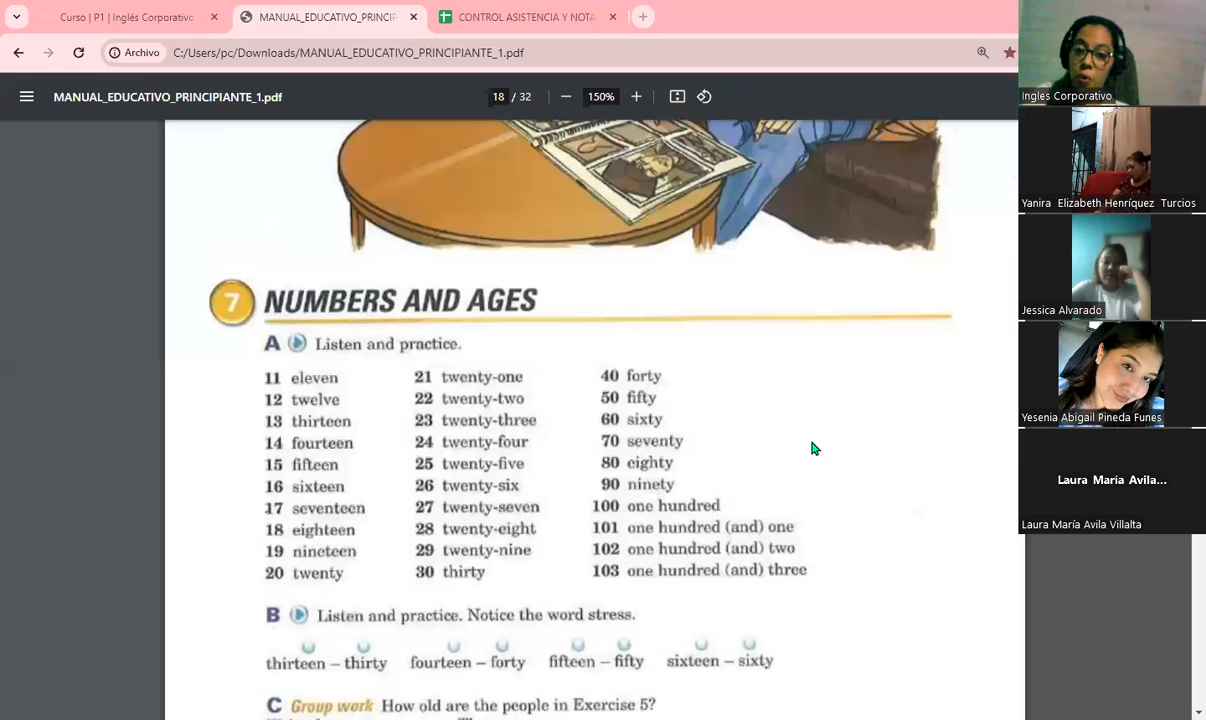 Curso | P1 | Inglés Corporativo
MANUAL_EDUCATIVO_PRINCIP
CONTROL ASISTENCIA Y NOTA
Archivo
C:/Users/pc/Downloads/MANUAL_EDUCATIVO_PRINCIPIANTE_1.pdf
MANUAL_EDUCATIVO_PRINCIPIANTE_1.pdf
18 / 32
150%
7 NUMBERS AND AGES
A Listen and practice.
11 eleven 21 twenty-one 40 forty
12 twelve 22 twenty-two 50 fifty
13 thirteen 23 twenty-three 60 sixty
14 fourteen 24 twenty-four 70 seventy
15 fifteen 25 twenty-five 80 eighty
16 sixteen 26 twenty-six 90 ninety
17 seventeen 27 twenty-seven 100 one hundred
18 eighteen 28 twenty-eight 101 one hundred (and) one
19 nineteen 29 twenty-nine 102 one hundred (and) two
20 twenty 30 thirty 103 one hundred (and) three
B Listen and practice. Notice the word stress.
thirteen – thirty fourteen – forty fifteen – fifty sixteen – sixty
C Group work How old are the people in Exercise 5?
Ingles Corporativo
Yanira Elizabeth Henríquez Turcios
Jessica Alvarado
Yesenia Abigail Pineda Funes
Laura María Avila...
Laura María Avila Villalta